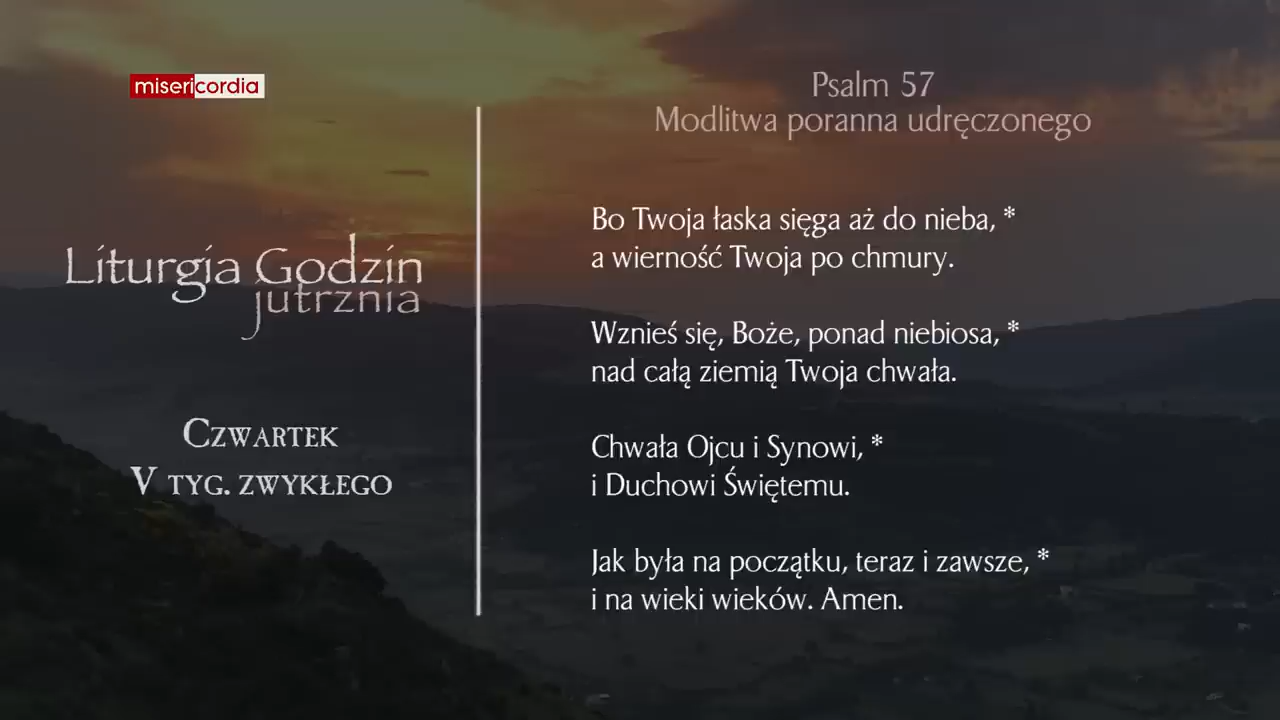 misericordia
Liturgia Godzin
jutrznia
Czwartek
V tyg. zwykłego
Psalm 57
Modlitwa poranna udręczonego
Bo Twoja łaska sięga aż do nieba, *
a wierność Twoja po chmury.
Wznieś się, Boże, ponad niebiosa, *
nad całą ziemią Twoja chwała.
Chwała Ojcu i Synowi, *
i Duchowi Świętemu.
Jak była na początku, teraz i zawsze, *
i na wieki wieków. Amen.